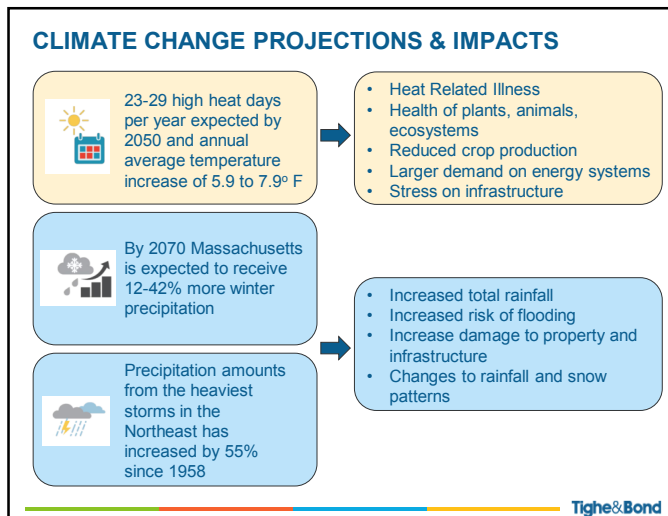 CLIMATE CHANGE PROJECTIONS & IMPACTS
23-29 high heat days
per year expected by
2050 and annual
average temperature
increase of 5.9 to 7.9º F
• Heat Related Illness
• Health of plants, animals,
ecosystems
• Reduced crop production
• Larger demand on energy systems
• Stress on infrastructure
By 2070 Massachusetts
is expected to receive
12-42% more winter
precipitation
Precipitation amounts
from the heaviest
storms in the
Northeast has
increased by 55%
since 1958
• Increased total rainfall
• Increased risk of flooding
• Increase damage to property and
infrastructure
• Changes to rainfall and snow
patterns
Tighe&Bond